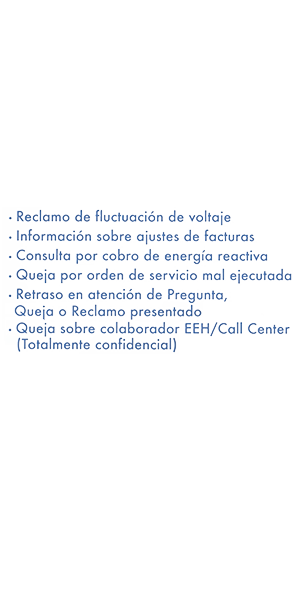 · Reclamo de fluctuación de voltaje
· Información sobre ajustes de facturas
· Consulta por cobro de energía reactiva
· Queja por orden de servicio mal ejecutada
· Retraso en atención de Pregunta,
Queja o Reclamo presentado
· Queja sobre colaborador EEH/Call Center
(Totalmente confidencial)